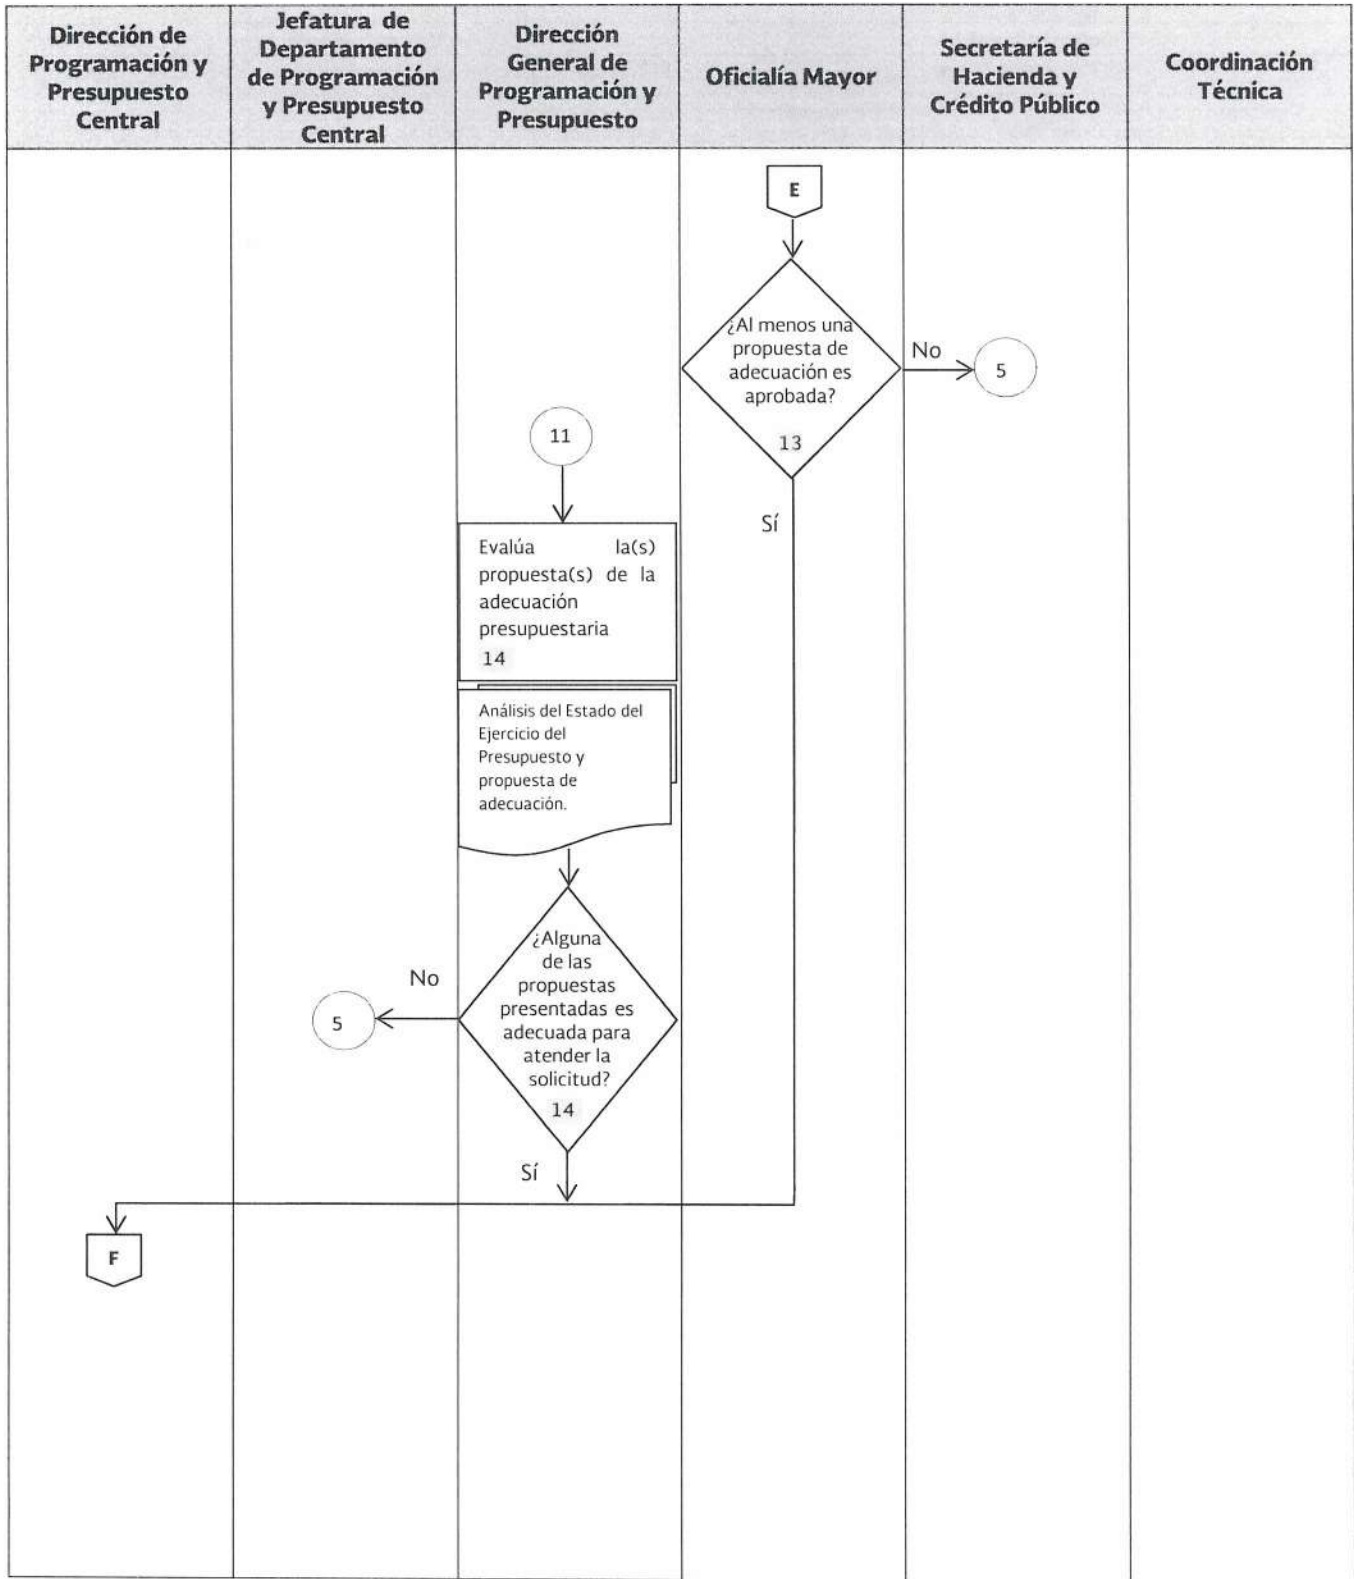 Dirección de
Programación y
Presupuesto
Central
Jefatura de
Departamento
de Programación
y Presupuesto
Central
Dirección
General de
Programación y
Presupuesto
Oficialía Mayor
Secretaría de
Hacienda y
Crédito Público
Coordinación
Técnica
E
¿Al menos una
propuesta de
adecuación es
aprobada?
13
No
5
Sí
11
Evalúa la(s)
propuesta(s) de la
adecuación
presupuestaria
14
Análisis del Estado del
Ejercicio del
Presupuesto y
propuesta de
adecuación.
¿Alguna
de las
propuestas
presentadas es
adecuada para
atender la
solicitud?
14
No
5
Sí
F